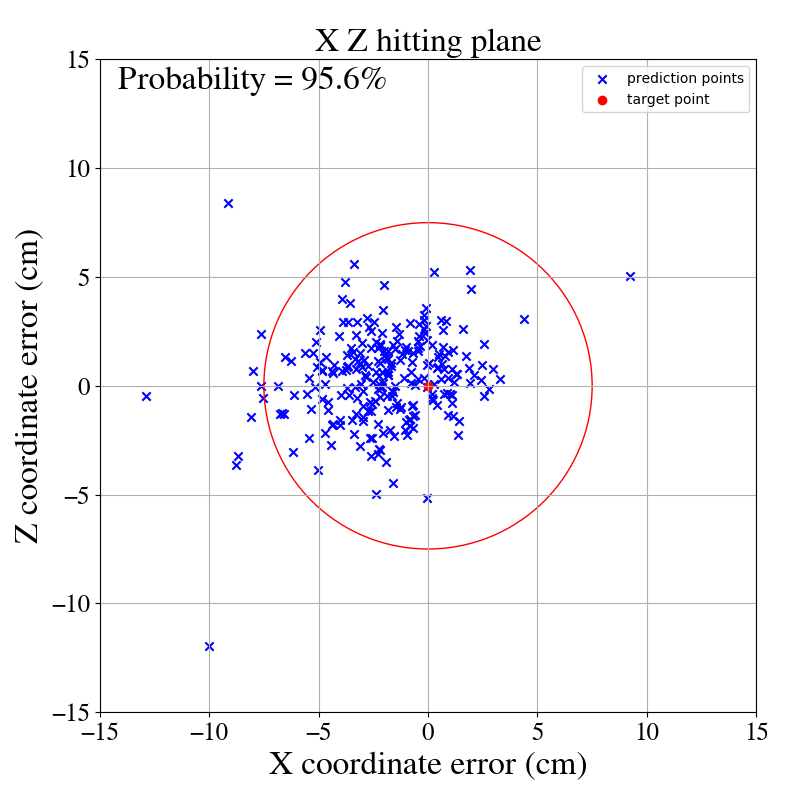 X Z hitting plane
Probability = 95.6%
prediction points
target point
15
10
5
0
−5
−10
−15
−15
−10
−5
0
5
10
15
Z coordinate error (cm)
X coordinate error (cm)